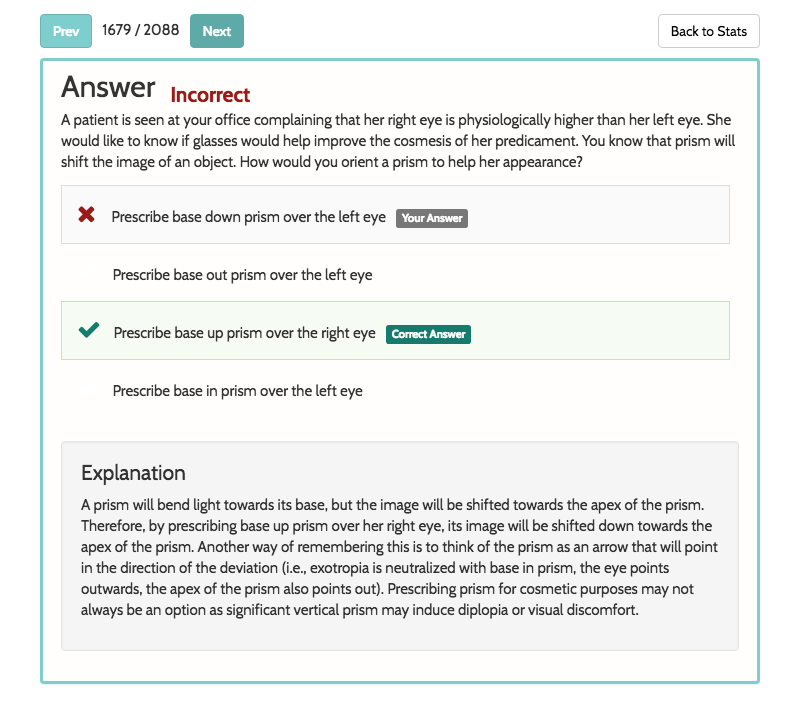 Prev 1679 / 2088 Next Back to Stats
Answer Incorrect
A patient is seen at your office complaining that her right eye is physiologically higher than her left eye. She
would like to know if glasses would help improve the cosmesis of her predicament. You know that prism will
shift the image of an object. How would you orient a prism to help her appearance?
Prescribe base down prism over the left eye Your Answer
Prescribe base out prism over the left eye
Prescribe base up prism over the right eye Correct Answer
Prescribe base in prism over the left eye
Explanation
A prism will bend light towards its base, but the image will be shifted towards the apex of the prism.
Therefore, by prescribing base up prism over her right eye, its image will be shifted down towards the
apex of the prism. Another way of remembering this is to think of the prism as an arrow that will point
in the direction of the deviation (i.e., exotropia is neutralized with base in prism, the eye points
outwards, the apex of the prism also points out). Prescribing prism for cosmetic purposes may not
always be an option as significant vertical prism may induce diplopia or visual discomfort.